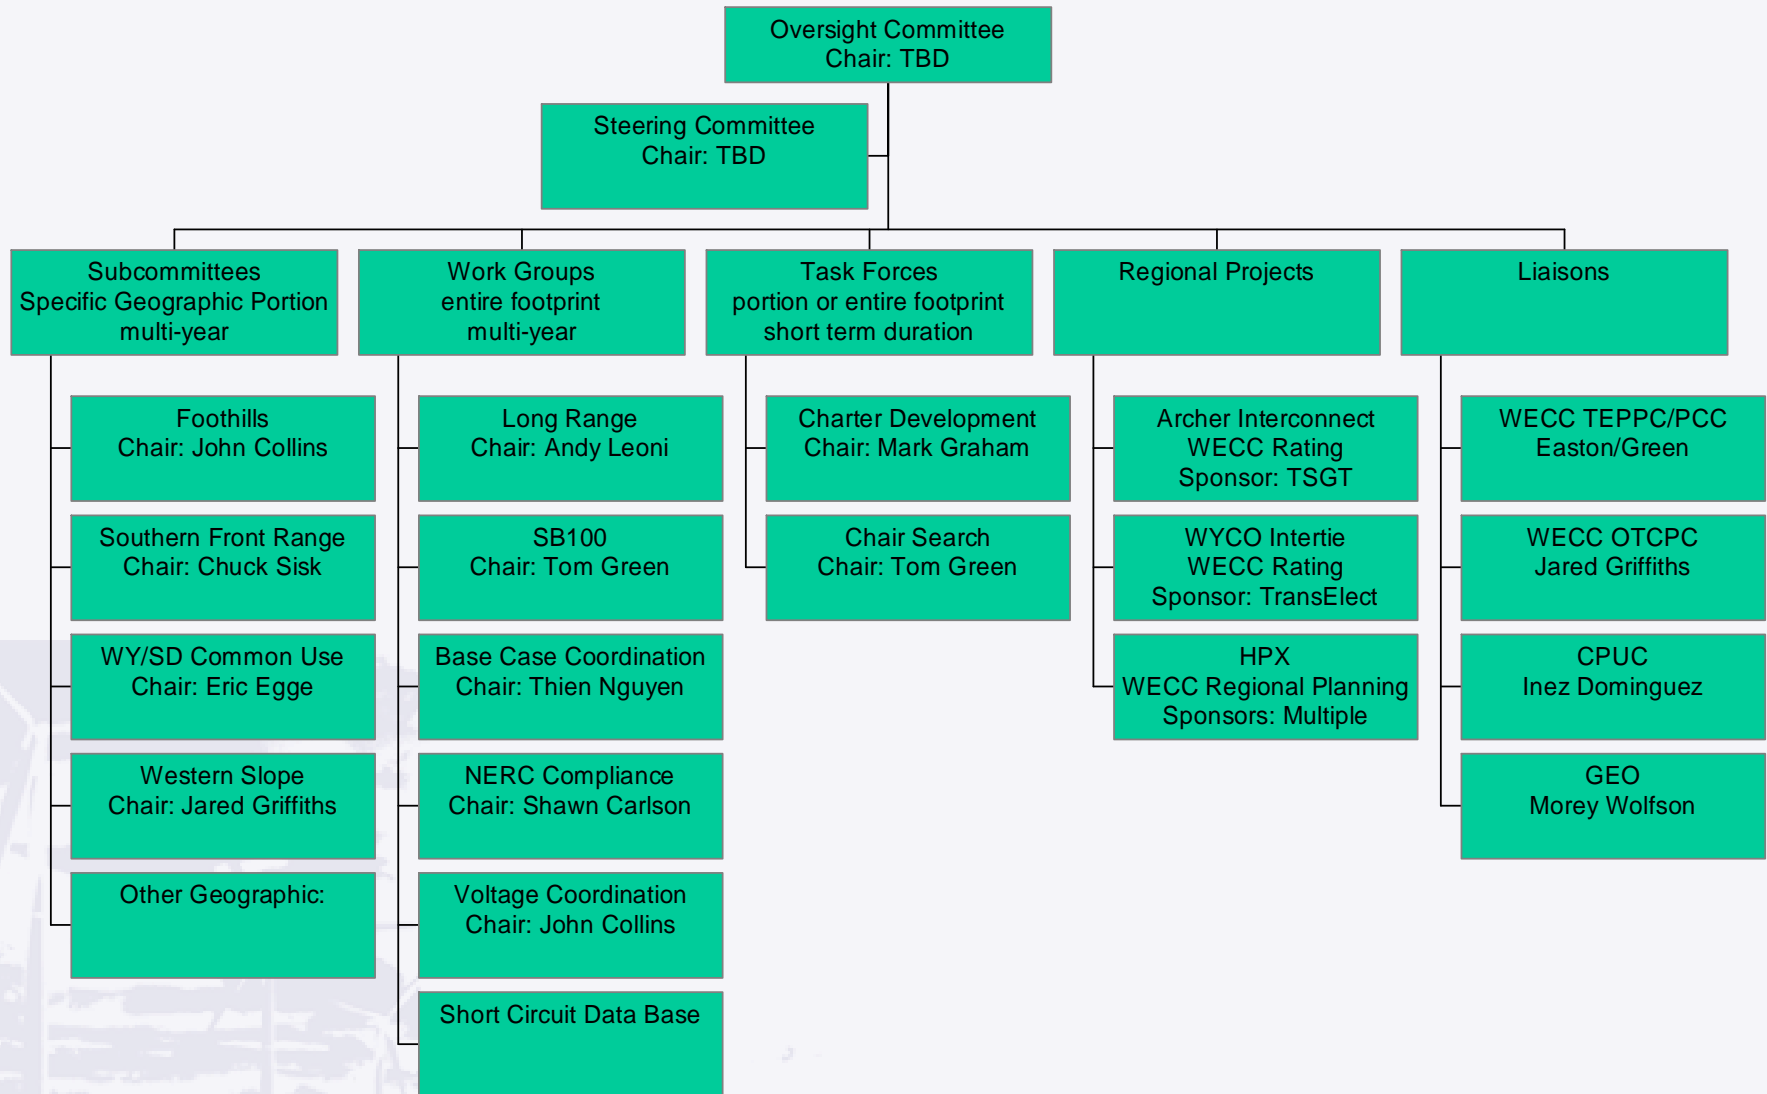 Oversight Committee
Chair: TBD
Steering Committee
Chair: TBD
Subcommittees
Specific Geographic Portion
multi-year
Work Groups
entire footprint
multi-year
Task Forces
portion or entire footprint
short term duration
Regional Projects
Liaisons
Foothills
Chair: John Collins
Southern Front Range
Chair: Chuck Sisk
WY/SD Common Use
Chair: Eric Egge
Western Slope
Chair: Jared Griffiths
Other Geographic:
Long Range
Chair: Andy Leoni
SB100
Chair: Tom Green
Base Case Coordination
Chair: Thien Nguyen
NERC Compliance
Chair: Shawn Carlson
Voltage Coordination
Chair: John Collins
Short Circuit Data Base
Charter Development
Chair: Mark Graham
Chair Search
Chair: Tom Green
Archer Interconnect
WECC Rating
Sponsor: TSGT
WYCO Intertie
WECC Rating
Sponsor: TransElect
HPX
WECC Regional Planning
Sponsors: Multiple
WECC TEPPC/PCC
Easton/Green
WECC OTCPC
Jared Griffiths
CPUC
Inez Dominguez
GEO
Morey Wolfson